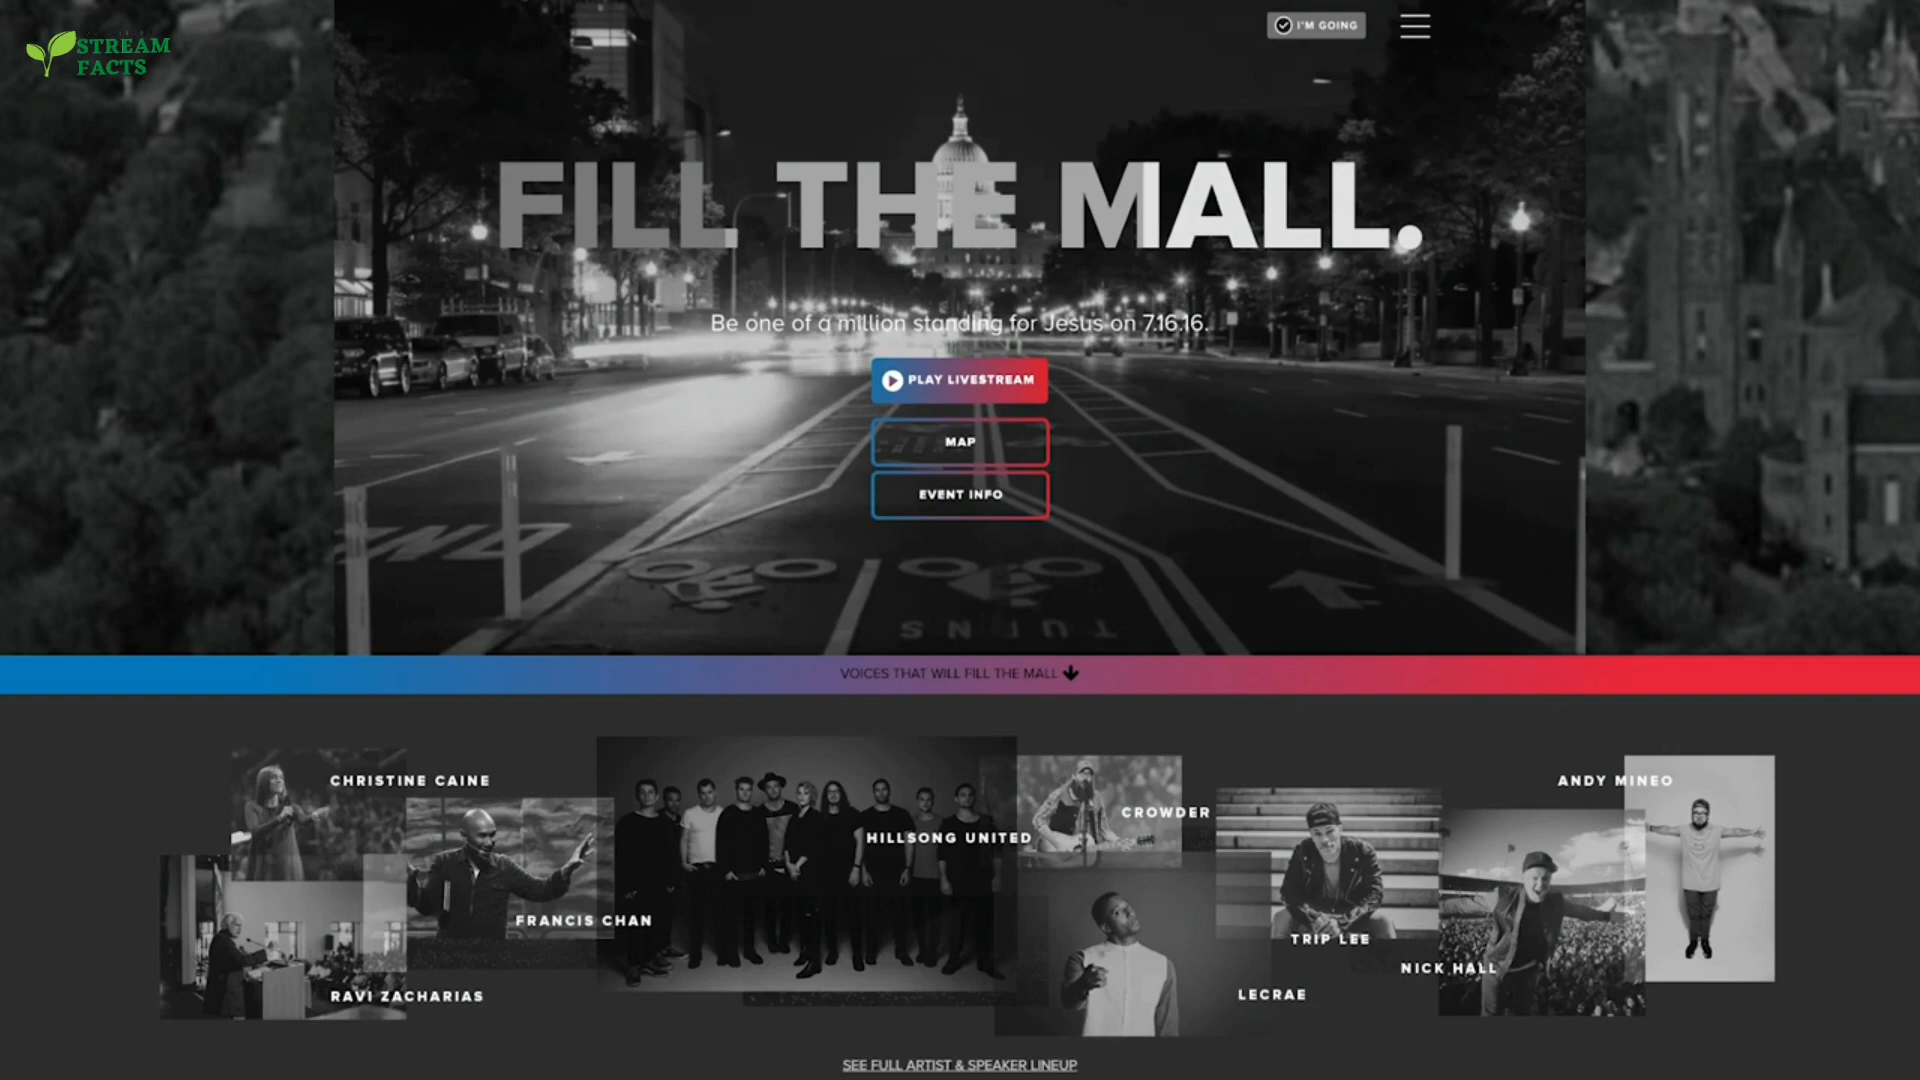 STREAM
FACTS
I'M GOING
FILL THE MALL.
Be one of a million standing for Jesus on 7.16.16.
PLAY LIVESTREAM
MAP
EVENT INFO
TURNS
VOICES THAT WILL FILL THE MALL
CHRISTINE CAINE
ANDY MINEO
CROWDER
HILLSONG UNITED
FRANCIS CHAN
TRIP LEE
NICK HALL
RAVI ZACHARIAS
LECRAE
SEE FULL ARTIST & SPEAKER LINEUP